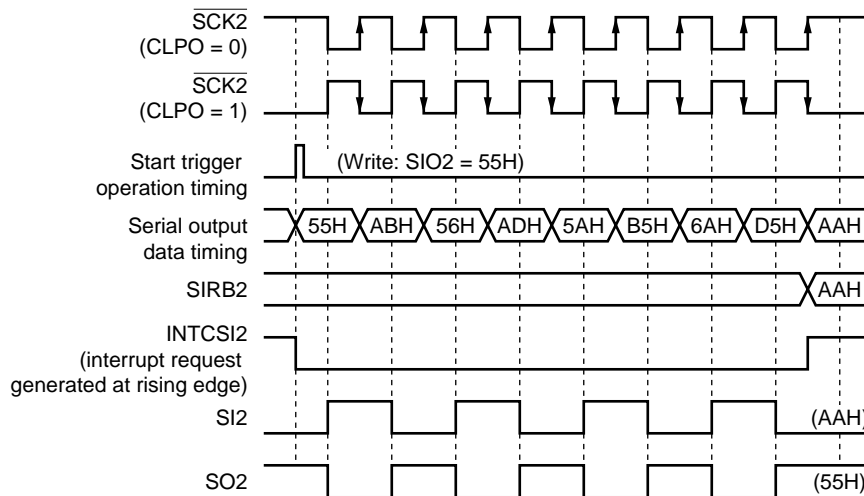 SCK2
(CLPO = 0)
SCK2
(CLPO = 1)
Start trigger
operation timing
(Write: SIO2 = 55H)
Serial output
data timing
55H ABH 56H ADH 5AH B5H 6AH D5H AAH
SIRB2
AAH
INTCSI2
(interrupt request
generated at rising edge)
SI2
(AAH)
SO2
(55H)